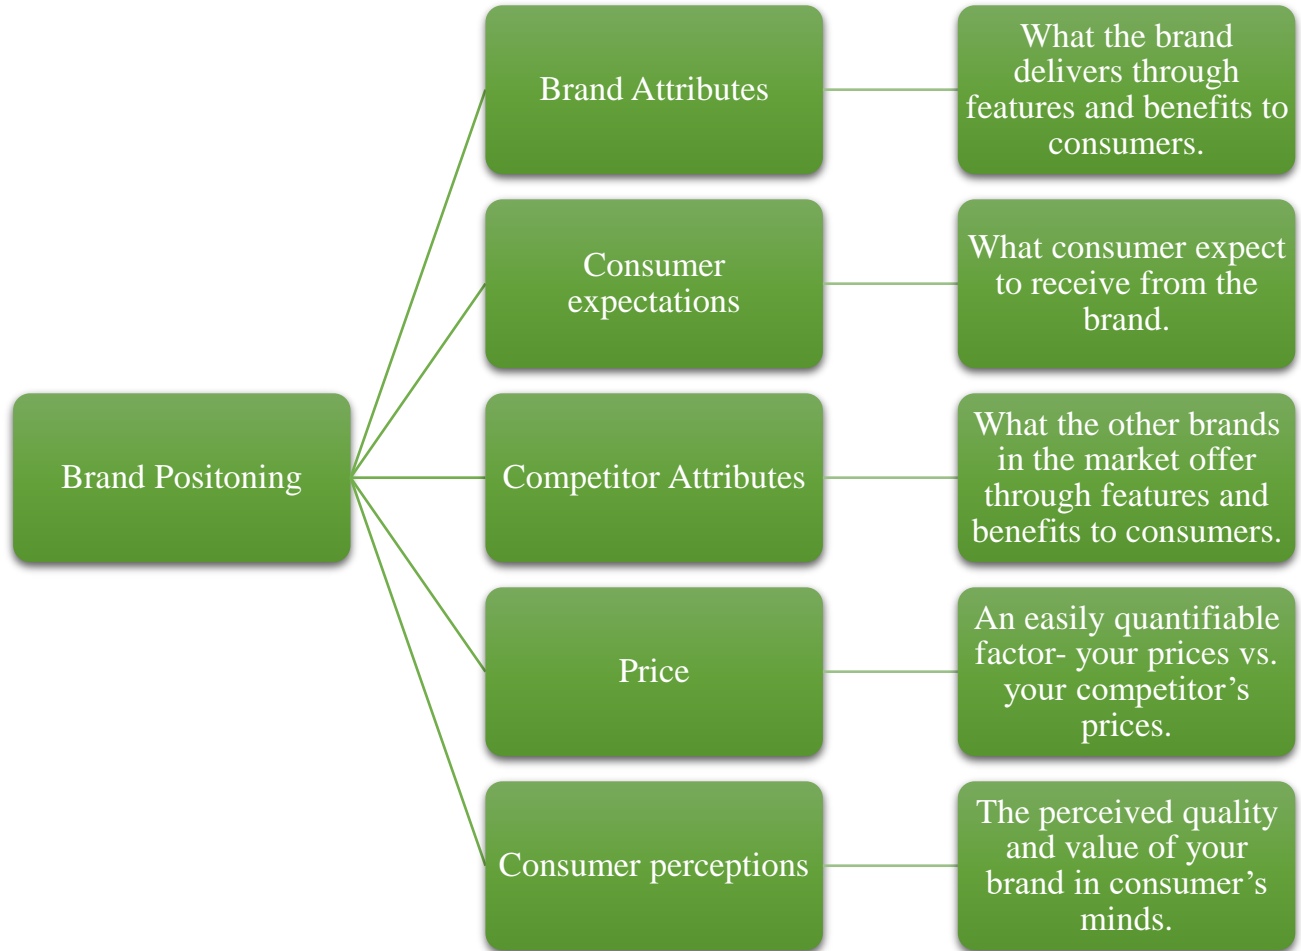 Brand Positoning
Brand Attributes
What the brand
delivers through
features and benefits to
consumers.
Consumer
expectations
What consumer expect
to receive from the
brand.
Competitor Attributes
What the other brands
in the market offer
through features and
benefits to consumers.
Price
An easily quantifiable
factor- your prices vs.
your competitor’s
prices.
Consumer perceptions
The perceived quality
and value of your
brand in consumer’s
minds.